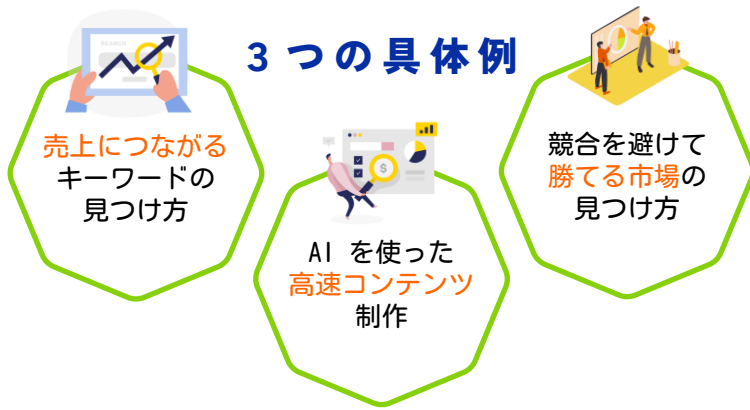 3つの具体例
売上につながる
キーワードの
見つけ方
AI を使った
高速コンテンツ
制作
競合を避けて
勝てる市場の
見つけ方
$